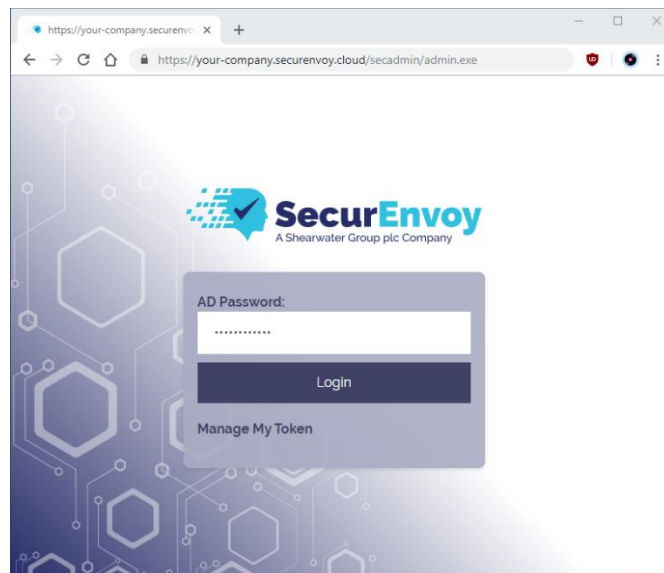 https://your-company.securenvo
https://your-company.securenvoy.cloud/secadmin/admin.exe
SecurEnvoy
A Shearwater Group plc Company
AD Password:
············
Login
Manage My Token